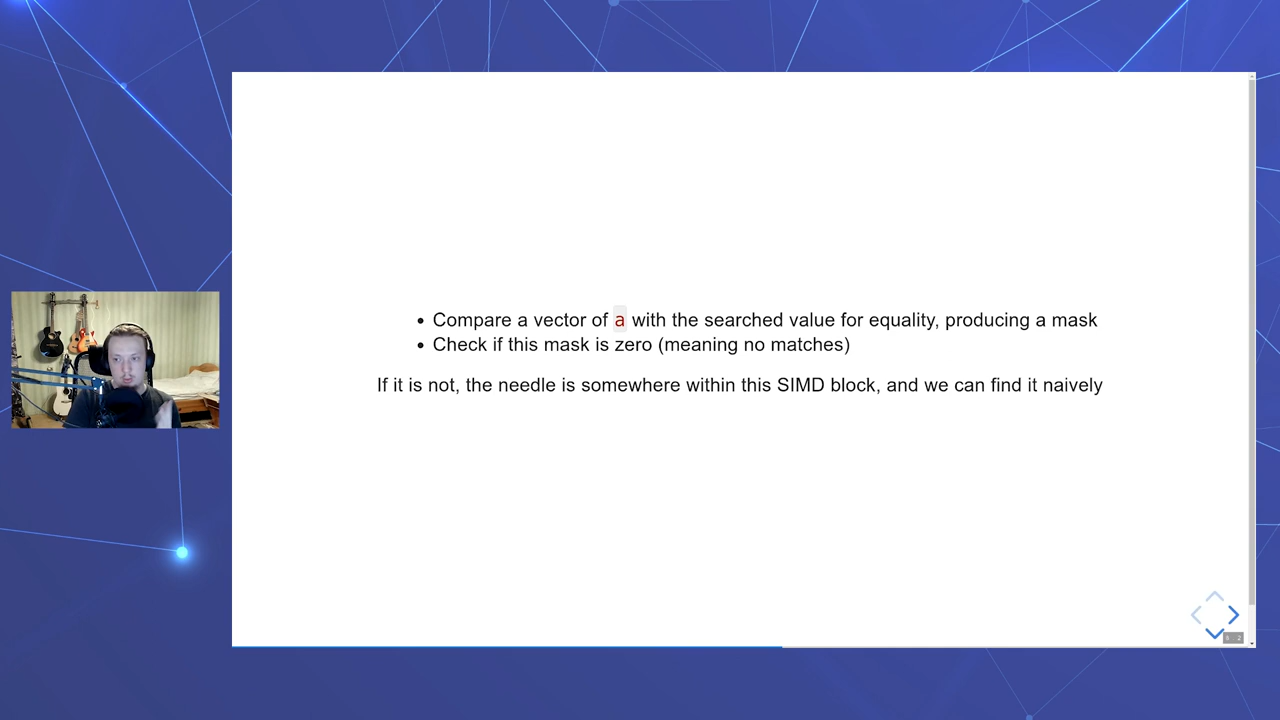 Compare a vector of a with the searched value for equality, producing a mask
Check if this mask is zero (meaning no matches)
If it is not, the needle is somewhere within this SIMD block, and we can find it naively